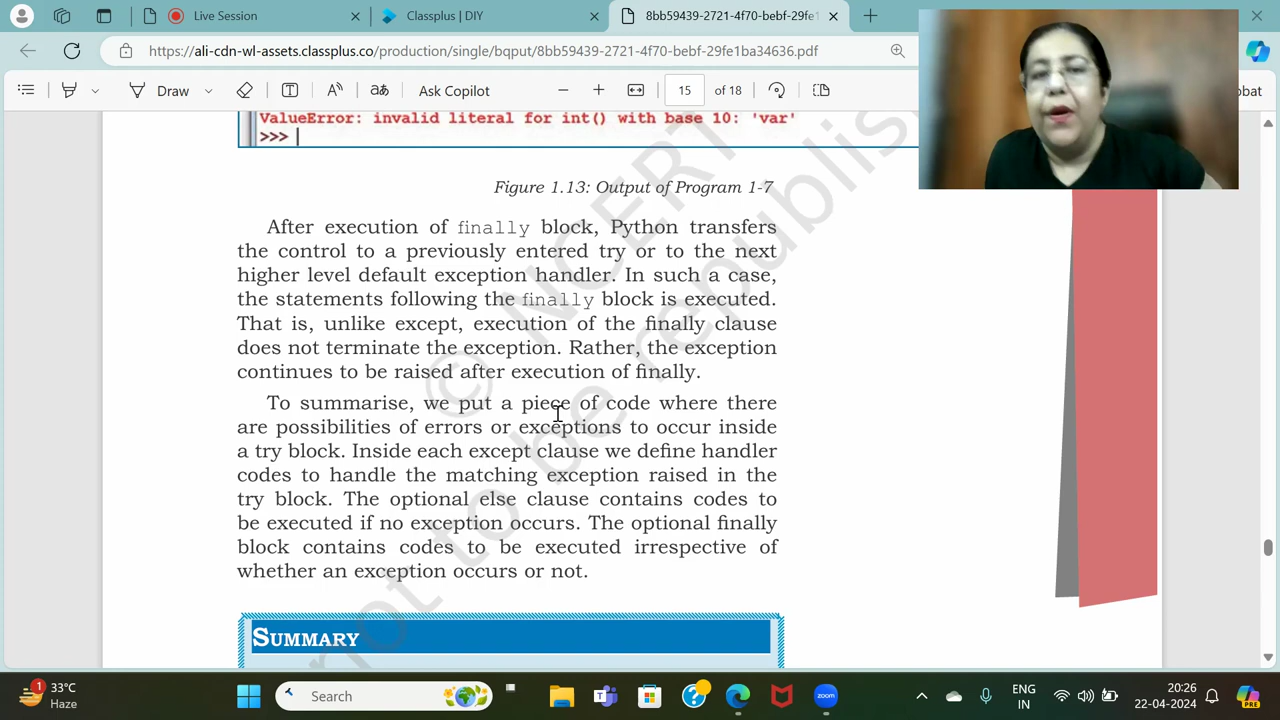 Live Session
Classplus | DIY
8bb59439-2721-4f70-bebf-29fe1ba
https://ali-cdn-wl-assets.classplus.co/production/single/bqput/8bb59439-2721-4f70-bebf-29fe1ba34636.pdf
Draw
Ask Copilot
15 of 18
ValueError: invalid literal for int() with base 10: 'var'
>>>
Figure 1.13: Output of Program 1-7
After execution of finally block, Python transfers
the control to a previously entered try or to the next
higher level default exception handler. In such a case,
the statements following the finally block is executed.
That is, unlike except, execution of the finally clause
does not terminate the exception. Rather, the exception
continues to be raised after execution of finally.
To summarise, we put a piece of code where there
are possibilities of errors or exceptions to occur inside
a try block. Inside each except clause we define handler
codes to handle the matching exception raised in the
try block. The optional else clause contains codes to
be executed if no exception occurs. The optional finally
block contains codes to be executed irrespective of
whether an exception occurs or not.
SUMMARY
© NCERT
not to be republis
1
33°C
Haze
Search
zoom
ENG
IN
20:26
22-04-2024
PRE